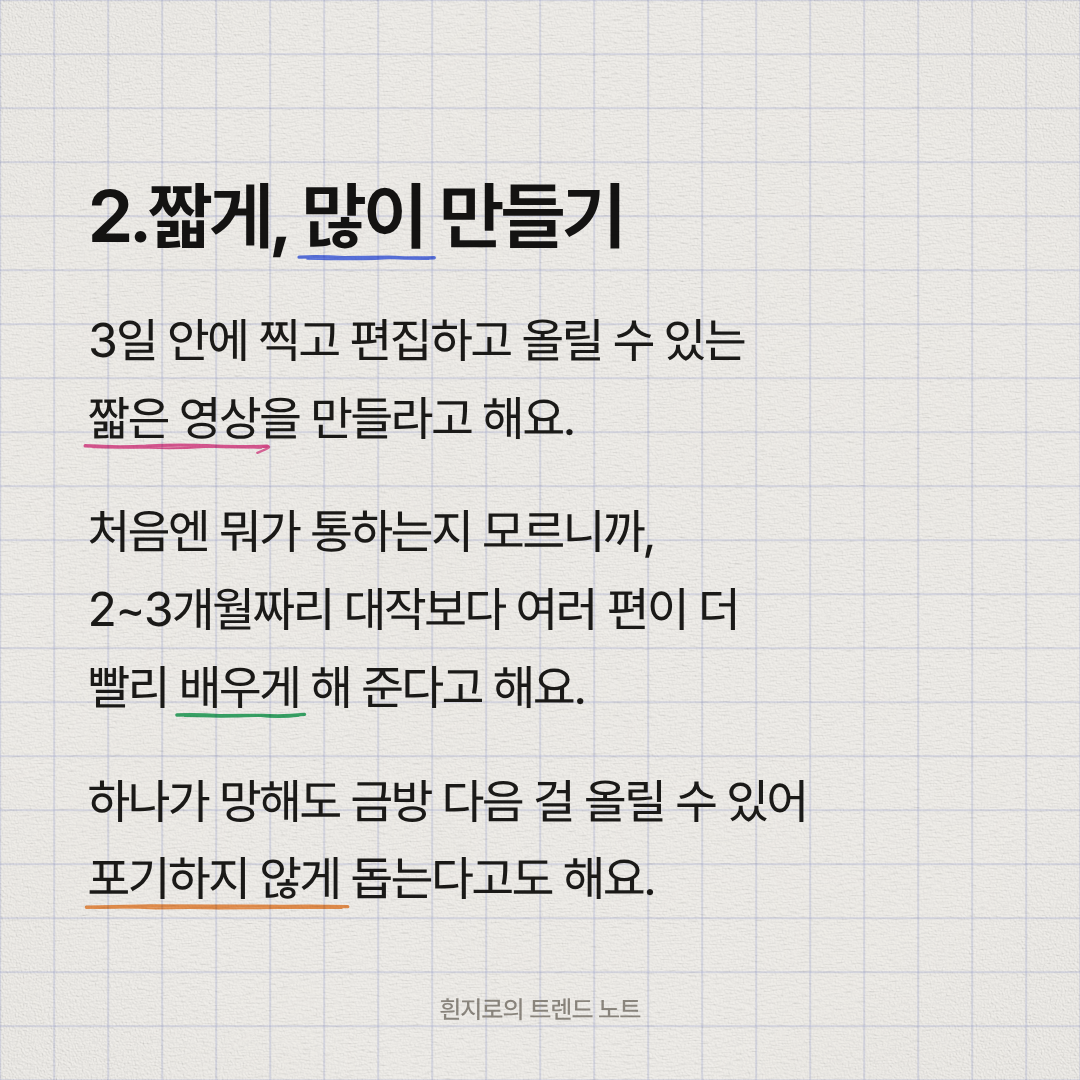 2.짧게, 많이 만들기
3일 안에 찍고 편집하고 올릴 수 있는
짧은 영상을 만들라고 해요.
처음엔 뭐가 통하는지 모르니까,
2~3개월짜리 대작보다 여러 편이 더
빨리 배우게 해 준다고 해요.
하나가 망해도 금방 다음 걸 올릴 수 있어
포기하지 않게 돕는다고도 해요.
흰지로의 트렌드 노트